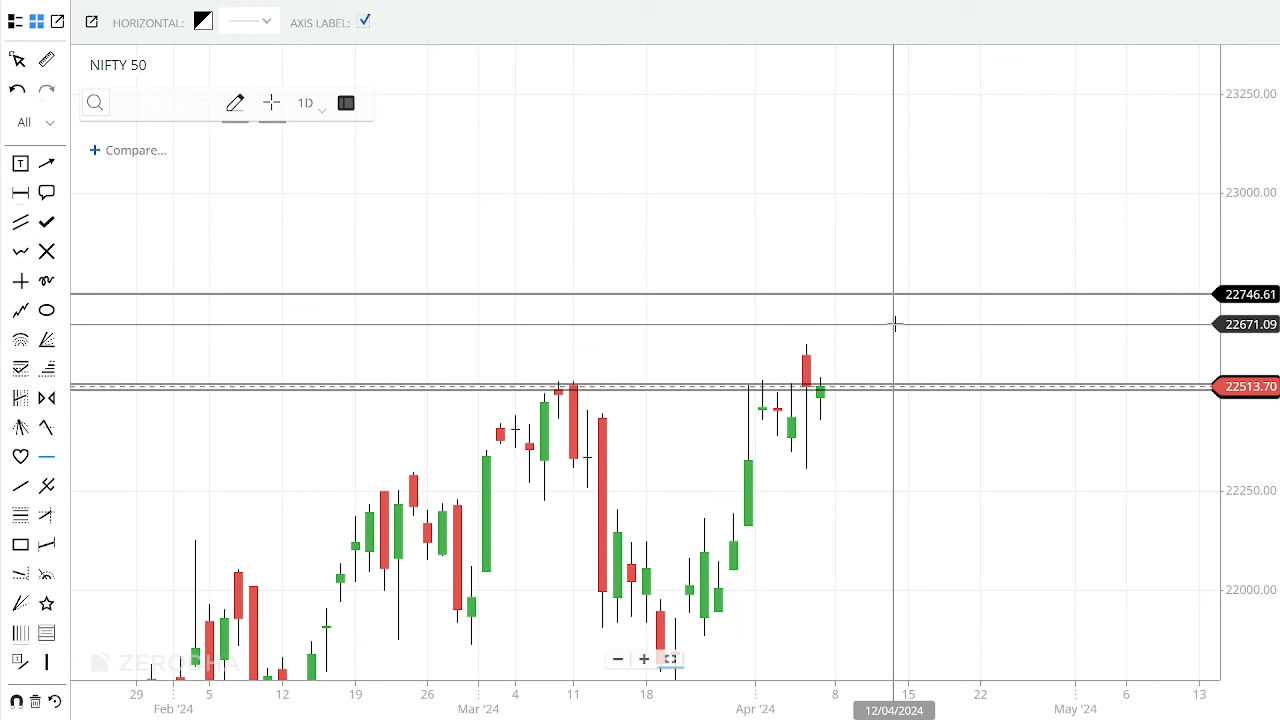 HORIZONTAL:
AXIS LABEL:
NIFTY 50
1D
All
+ Compare...
T
23250.00
23000.00
22746.61
22671.09
22513.70
22250.00
22000.00
ZERODHA
29 5 12 19 26 4 11 18 8 15 22 6 13
Feb '24 Mar '24 Apr '24 May '24
12/04/2024